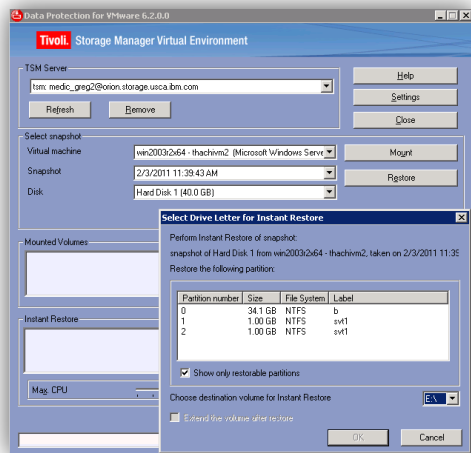 Data Protection for VMware 6.2.0.0
Tivoli. Storage Manager Virtual Environment
TSM Server
tsm: medic_greg2@orion.storage.usca.ibm.com
Refresh
Remove
Help
Settings
Close
Select snapshot
Virtual machine
win2003r2x64 - thachivm2 (Microsoft Windows Serve
Mount
Snapshot
2/3/2011 11:39:43 AM
Restore
Disk
Hard Disk 1 (40.0 GB)
Mounted Volumes
Instant Restore
Max. CPU
Select Drive Letter for Instant Restore
Perform Instant Restore of snapshot:
snapshot of Hard Disk 1 from win2003r2x64 - thachivm2, taken on 2/3/2011 11:39
Restore the following partition:
Partition number Size File System Label
0 34.1 GB NTFS b
1 1.00 GB NTFS svt1
2 1.00 GB NTFS svt1
Show only restorable partitions
Choose destination volume for Instant Restore
E:\
Extend the volume after restore
OK
Cancel